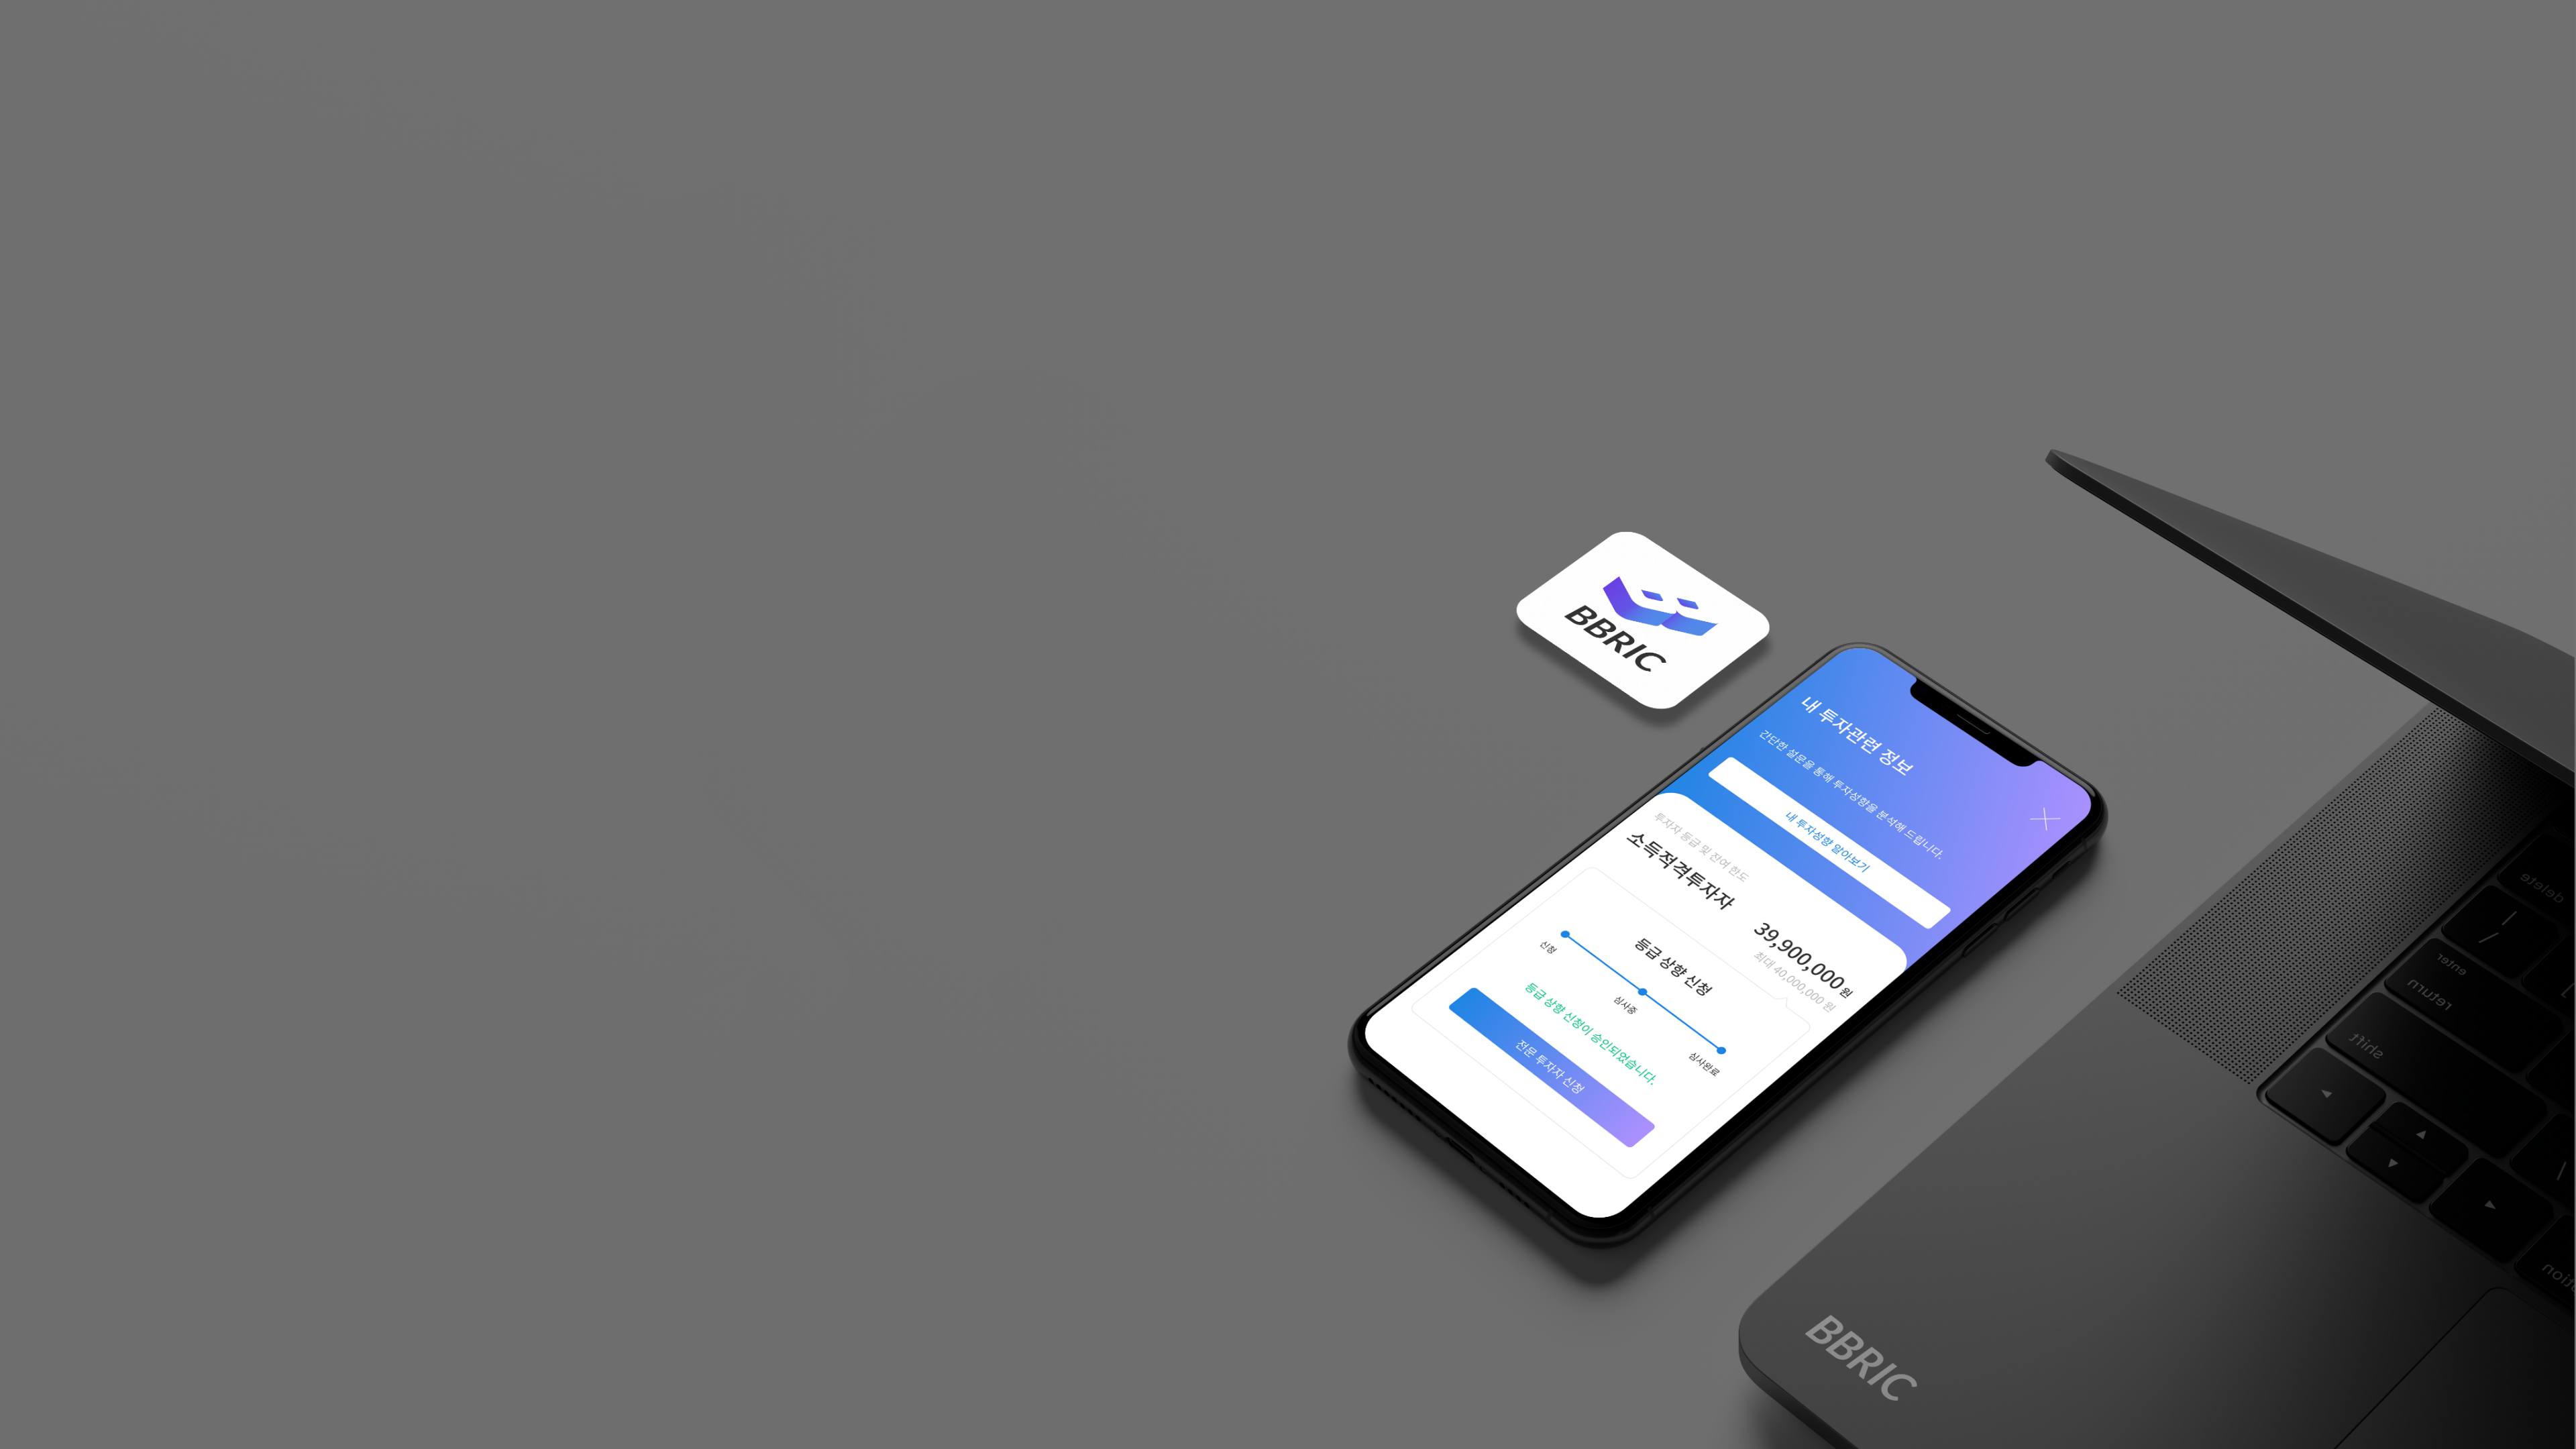 BBRIC
내 투자관련 정보
간단한 설문을 통해 투자성향을 분석해 드립니다.
내 투자성향 알아보기
투자자 등급 및 잔여 한도
소득적격투자자
39,900,000 원
최대 40,000,000 원
등급 상향 신청
신청
심사중
심사완료
등급 상향 신청이 승인되었습니다.
전문 투자자 신청
delete
enter
return
shift
BBRIC